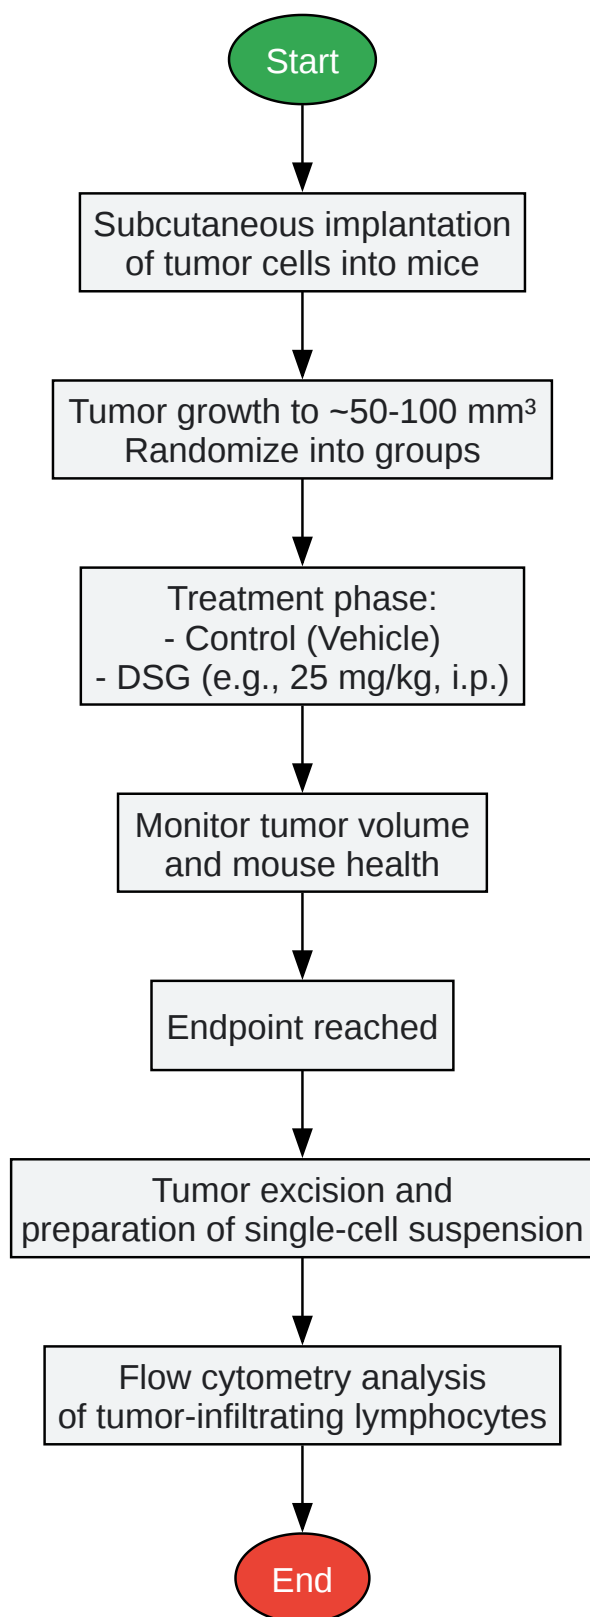 Start
Subcutaneous implantation
of tumor cells into mice
Tumor growth to ~50-100 mm³
Randomize into groups
Treatment phase:
- Control (Vehicle)
- DSG (e.g., 25 mg/kg, i.p.)
Monitor tumor volume
and mouse health
Endpoint reached
Tumor excision and
preparation of single-cell suspension
Flow cytometry analysis
of tumor-infiltrating lymphocytes
End